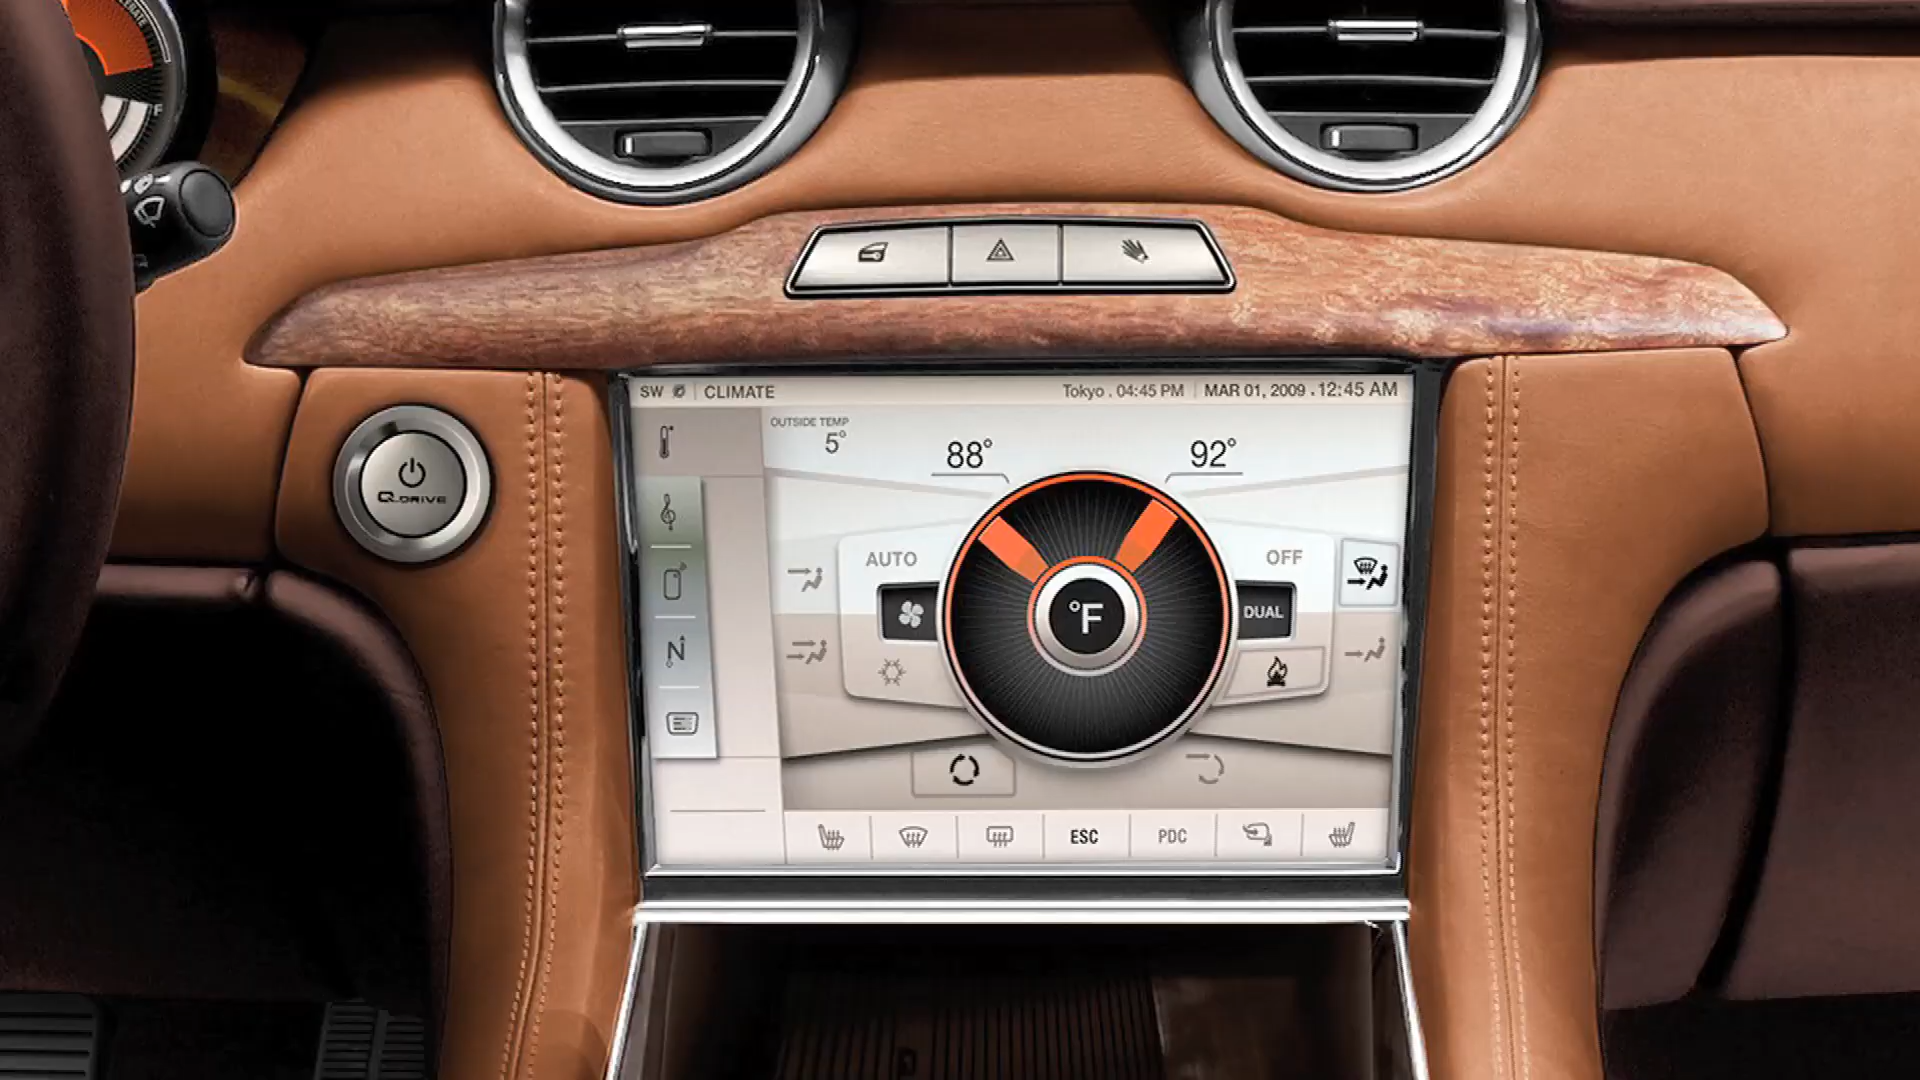 F
SW CLIMATE Tokyo . 04:45 PM MAR 01, 2009 . 12:45 AM
OUTSIDE TEMP
5°
88° 92°
AUTO OFF
°F
DUAL
N
Q-DRIVE
ESC PDC